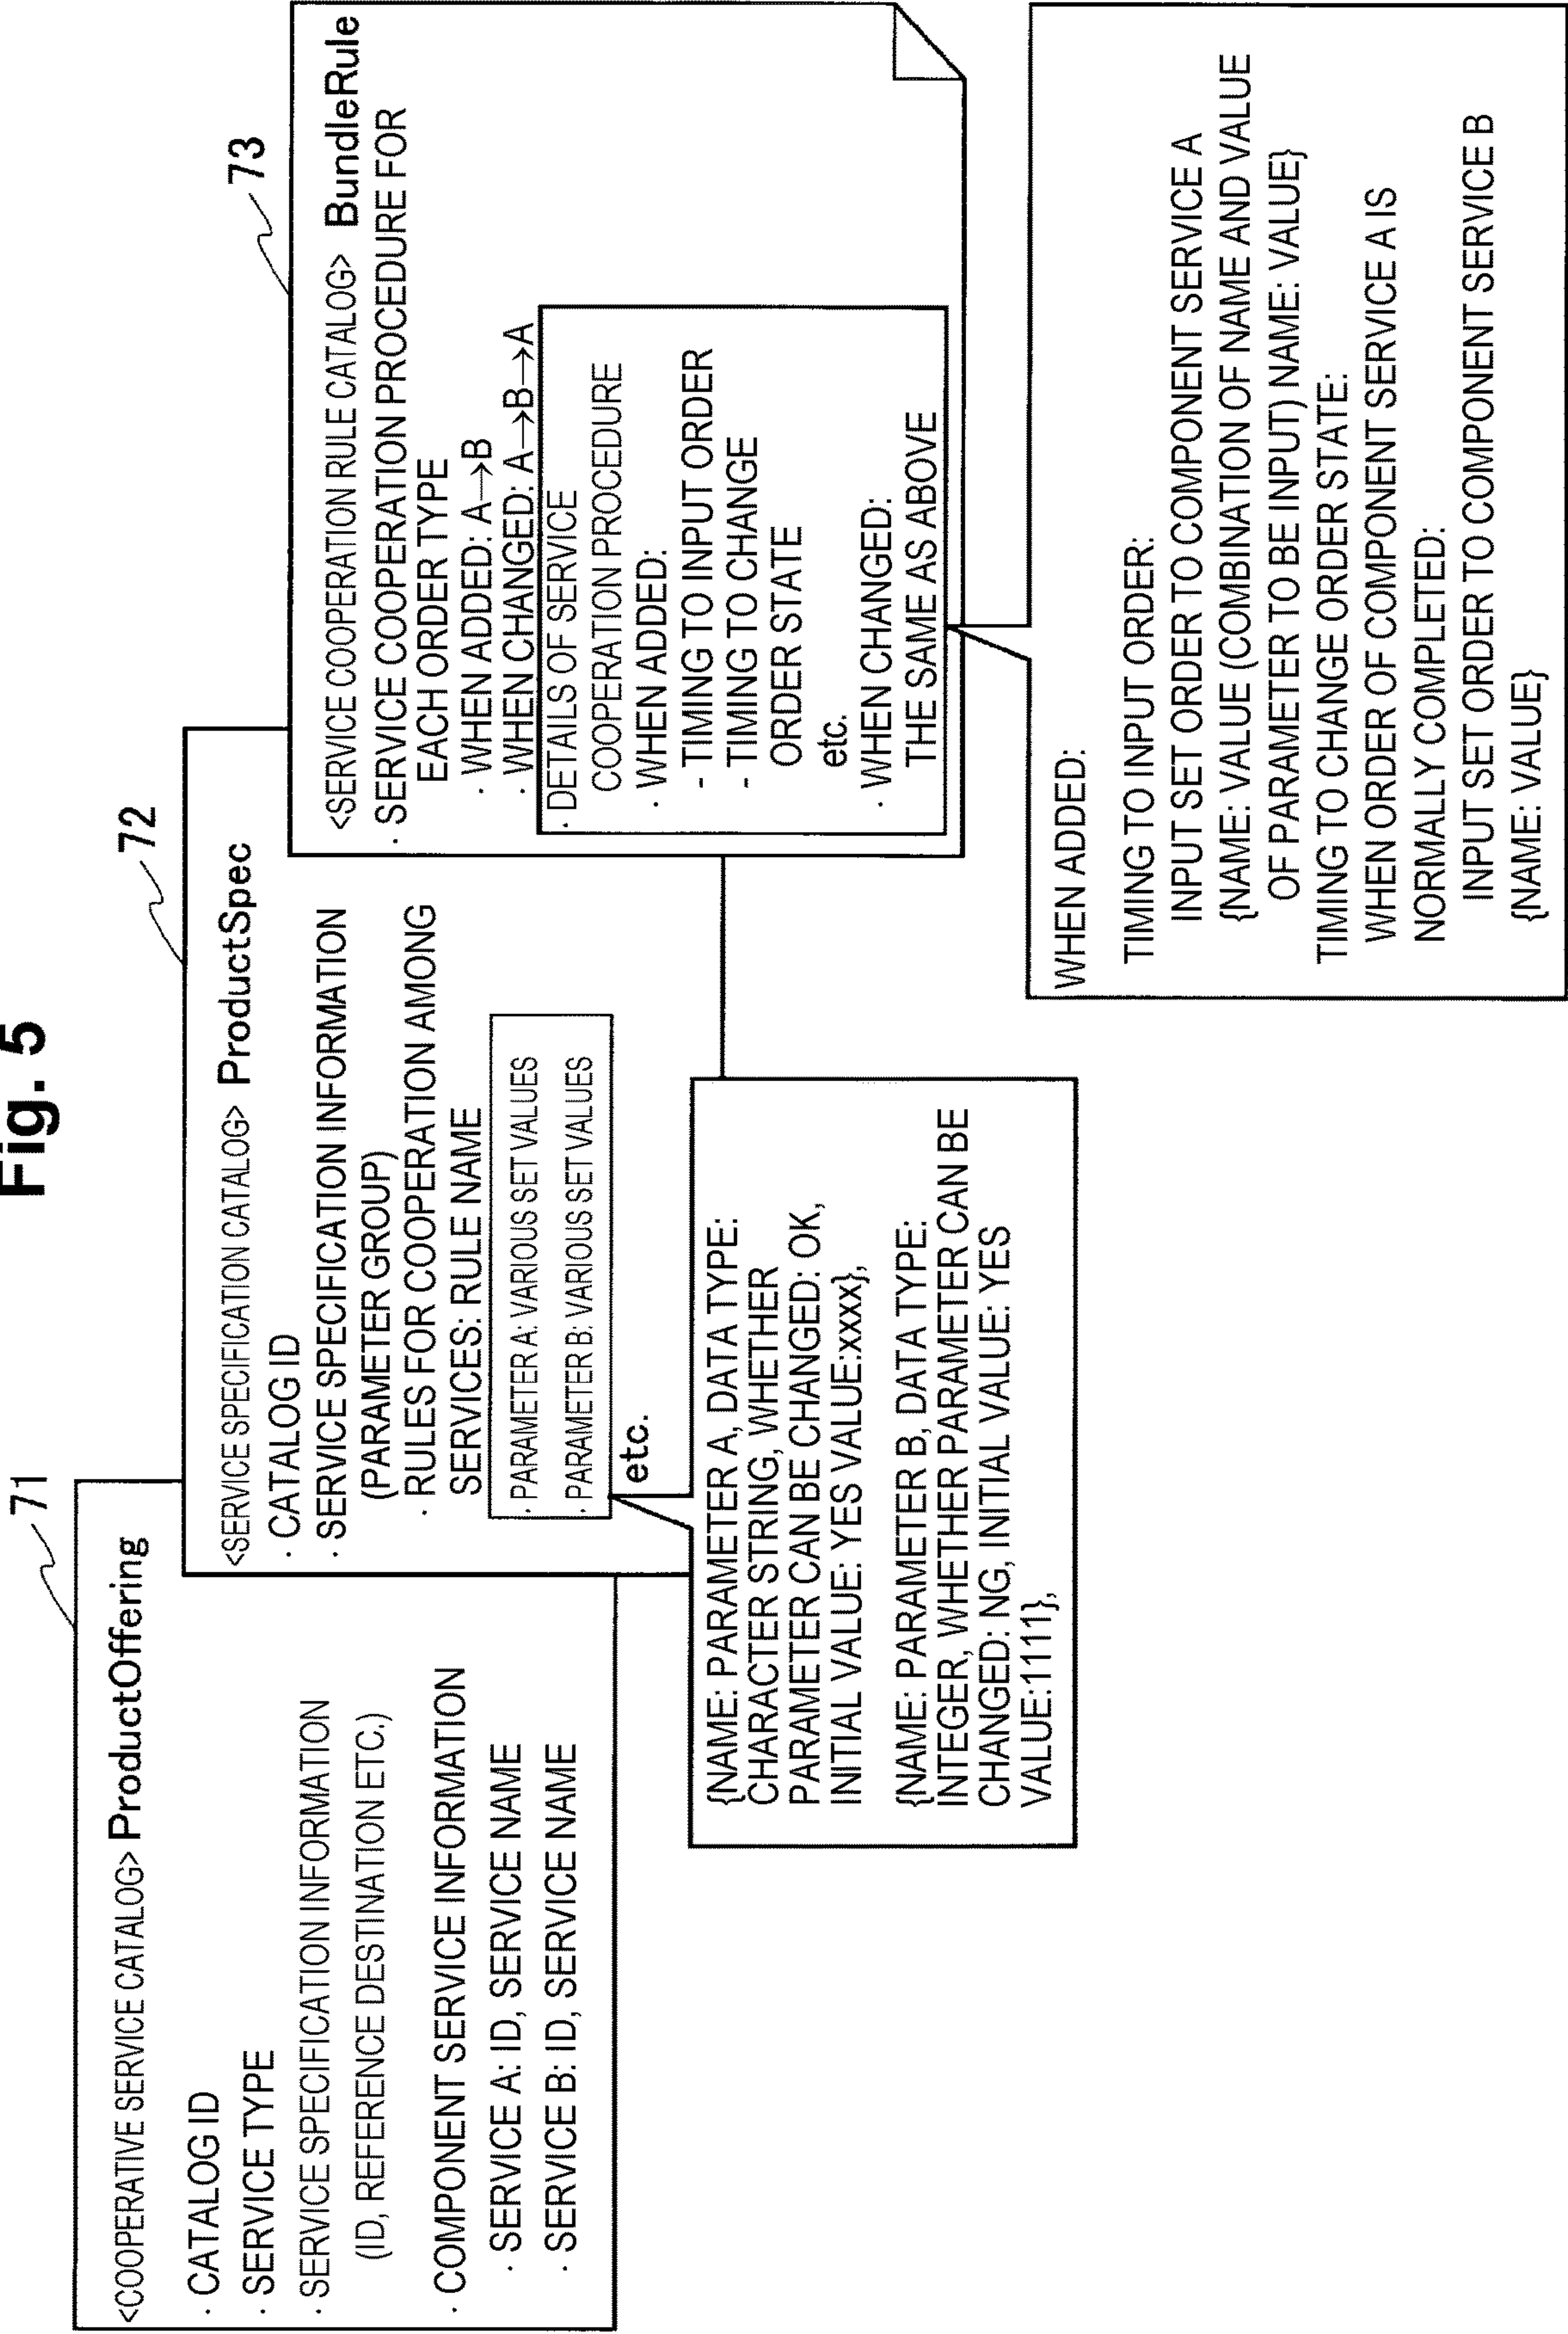 Fig. 5
71
<COOPERATIVE SERVICE CATALOG> ProductOffering
· CATALOG ID
· SERVICE TYPE
· SERVICE SPECIFICATION INFORMATION
(ID, REFERENCE DESTINATION ETC.)
· COMPONENT SERVICE INFORMATION
· SERVICE A: ID, SERVICE NAME
· SERVICE B: ID, SERVICE NAME
72
<SERVICE SPECIFICATION CATALOG> ProductSpec
· CATALOG ID
· SERVICE SPECIFICATION INFORMATION
(PARAMETER GROUP)
· RULES FOR COOPERATION AMONG
SERVICES: RULE NAME
· PARAMETER A: VARIOUS SET VALUES
· PARAMETER B: VARIOUS SET VALUES
etc.
{NAME: PARAMETER A, DATA TYPE:
CHARACTER STRING, WHETHER
PARAMETER CAN BE CHANGED: OK,
INITIAL VALUE: YES VALUE:xxxx},
{NAME: PARAMETER B, DATA TYPE:
INTEGER, WHETHER PARAMETER CAN BE
CHANGED: NG, INITIAL VALUE: YES
VALUE:1111},
73
<SERVICE COOPERATION RULE CATALOG> BundleRule
· SERVICE COOPERATION PROCEDURE FOR
EACH ORDER TYPE
· WHEN ADDED: A→B
· WHEN CHANGED: A→B→A
· DETAILS OF SERVICE
COOPERATION PROCEDURE
· WHEN ADDED:
- TIMING TO INPUT ORDER
- TIMING TO CHANGE
ORDER STATE
etc.
· WHEN CHANGED:
THE SAME AS ABOVE
WHEN ADDED:
TIMING TO INPUT ORDER:
INPUT SET ORDER TO COMPONENT SERVICE A
{NAME: VALUE (COMBINATION OF NAME AND VALUE
OF PARAMETER TO BE INPUT) NAME: VALUE}
TIMING TO CHANGE ORDER STATE:
WHEN ORDER OF COMPONENT SERVICE A IS
NORMALLY COMPLETED:
INPUT SET ORDER TO COMPONENT SERVICE B
{NAME: VALUE}